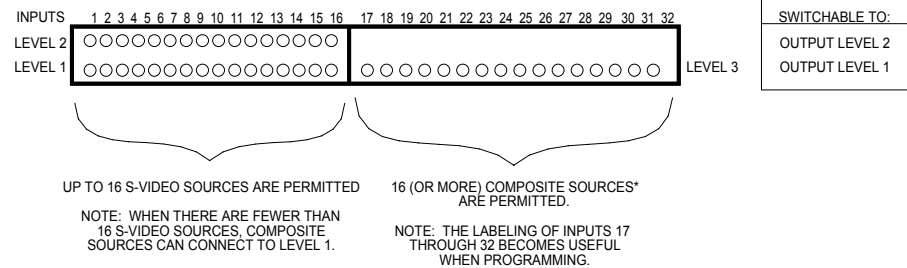 INPUTS 1 2 3 4 5 6 7 8 9 10 11 12 13 14 15 16 17 18 19 20 21 22 23 24 25 26 27 28 29 30 31 32 SWITCHABLE TO:
LEVEL 2 OUTPUT LEVEL 2
LEVEL 1 LEVEL 3 OUTPUT LEVEL 1
UP TO 16 S-VIDEO SOURCES ARE PERMITTED
NOTE: WHEN THERE ARE FEWER THAN
16 S-VIDEO SOURCES, COMPOSITE
SOURCES CAN CONNECT TO LEVEL 1.
16 (OR MORE) COMPOSITE SOURCES*
ARE PERMITTED.
NOTE: THE LABELING OF INPUTS 17
THROUGH 32 BECOMES USEFUL
WHEN PROGRAMMING.